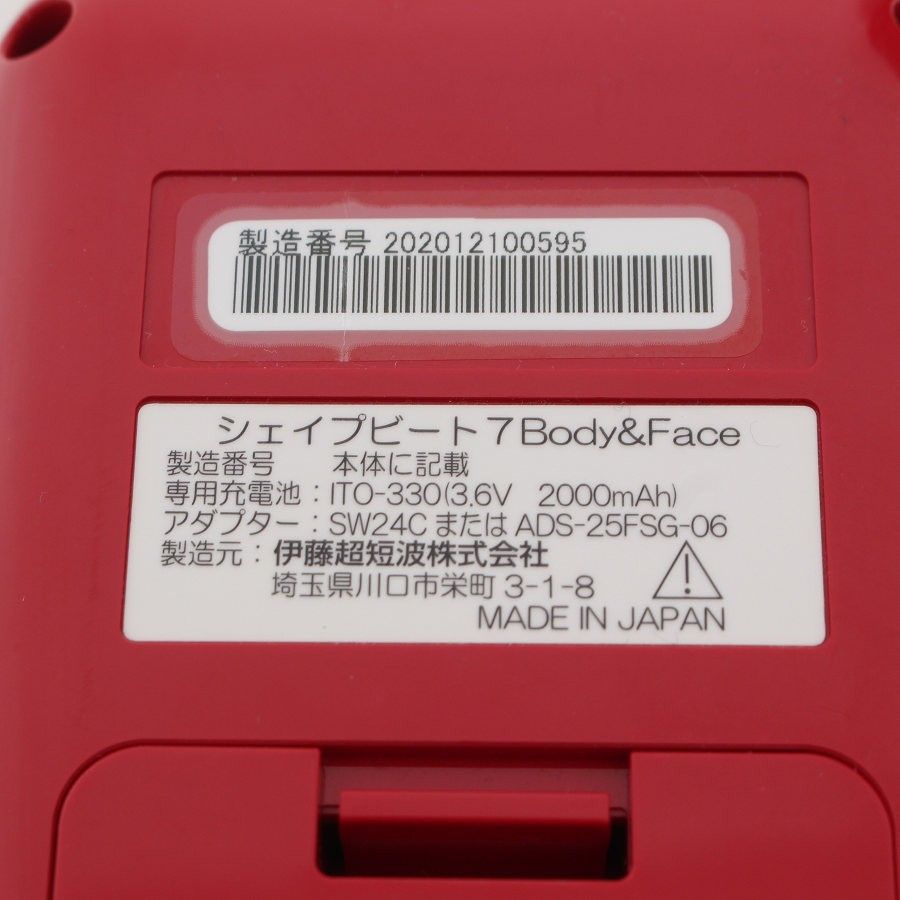 製造番号 202012100595
シェイプビート7Body&Face
製造番号 本体に記載
専用充電池：ITO-330(3.6V 2000mAh)
アダプター：SW24C または ADS-25FSG-06
製造元：伊藤超短波株式会社
埼玉県川口市栄町 3-1-8
MADE IN JAPAN